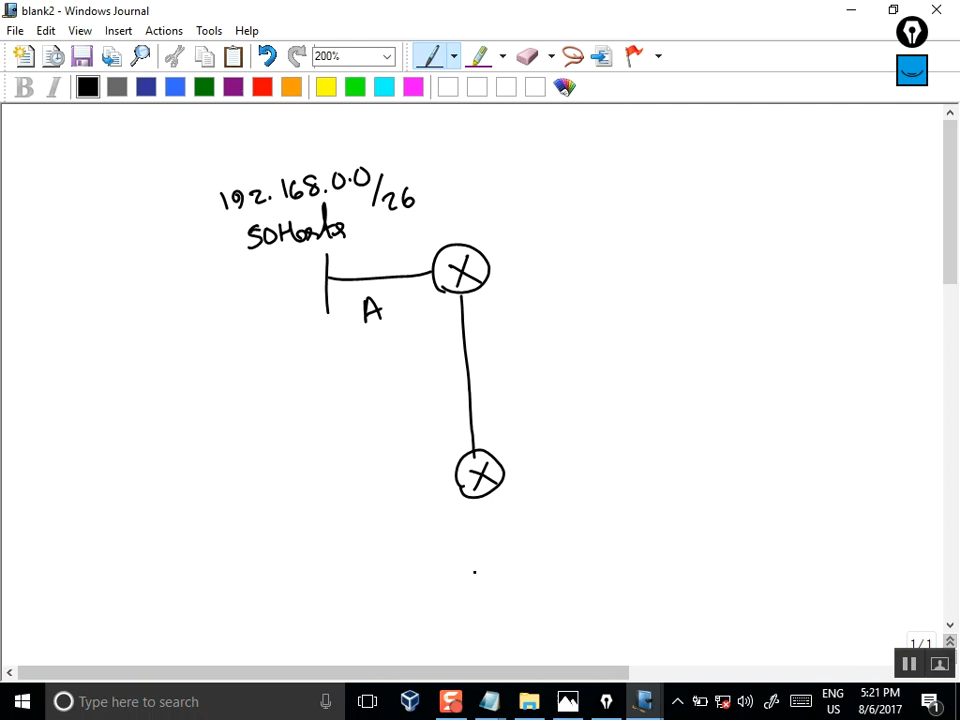 blank2 - Windows Journal
File Edit View Insert Actions Tools Help
200%
B I
192.168.0.0/26
50Hosts
A
1/1
Type here to search
ENG
US
5:21 PM
8/6/2017
1